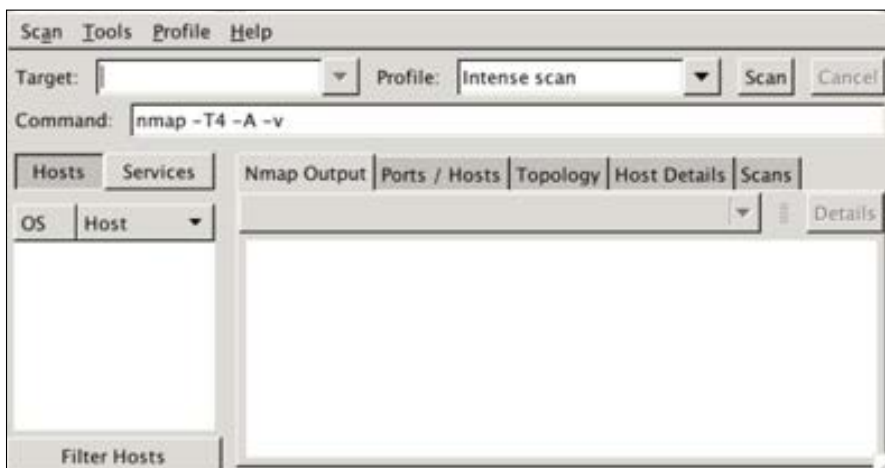 Scan Tools Profile Help
Target: Profile: Intense scan Scan Cancel
Command: nmap -T4 -A -v
Hosts Services Nmap Output Ports / Hosts Topology Host Details Scans
OS Host Details
Filter Hosts